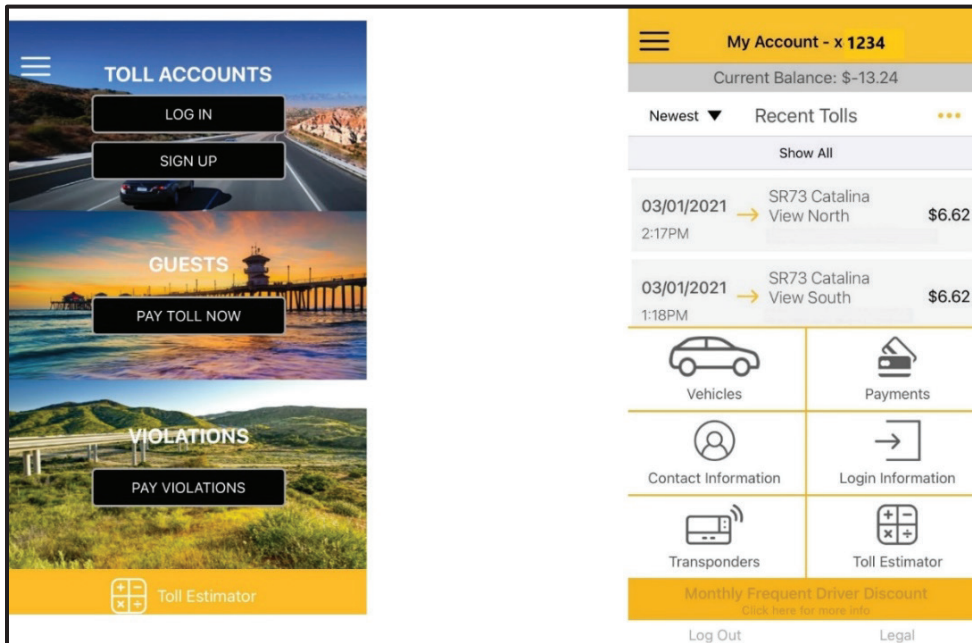 TOLL ACCOUNTS
LOG IN
SIGN UP
GUESTS
PAY TOLL NOW
VIOLATIONS
PAY VIOLATIONS
Toll Estimator
My Account - x 1234
Current Balance: $-13.24
Newest ▼ Recent Tolls
Show All
03/01/2021 → SR73 Catalina
View North $6.62
2:17PM
03/01/2021 → SR73 Catalina
View South $6.62
1:18PM
Vehicles Payments
Contact Information Login Information
Transponders Toll Estimator
Monthly Frequent Driver Discount
Click here for more info
Log Out Legal